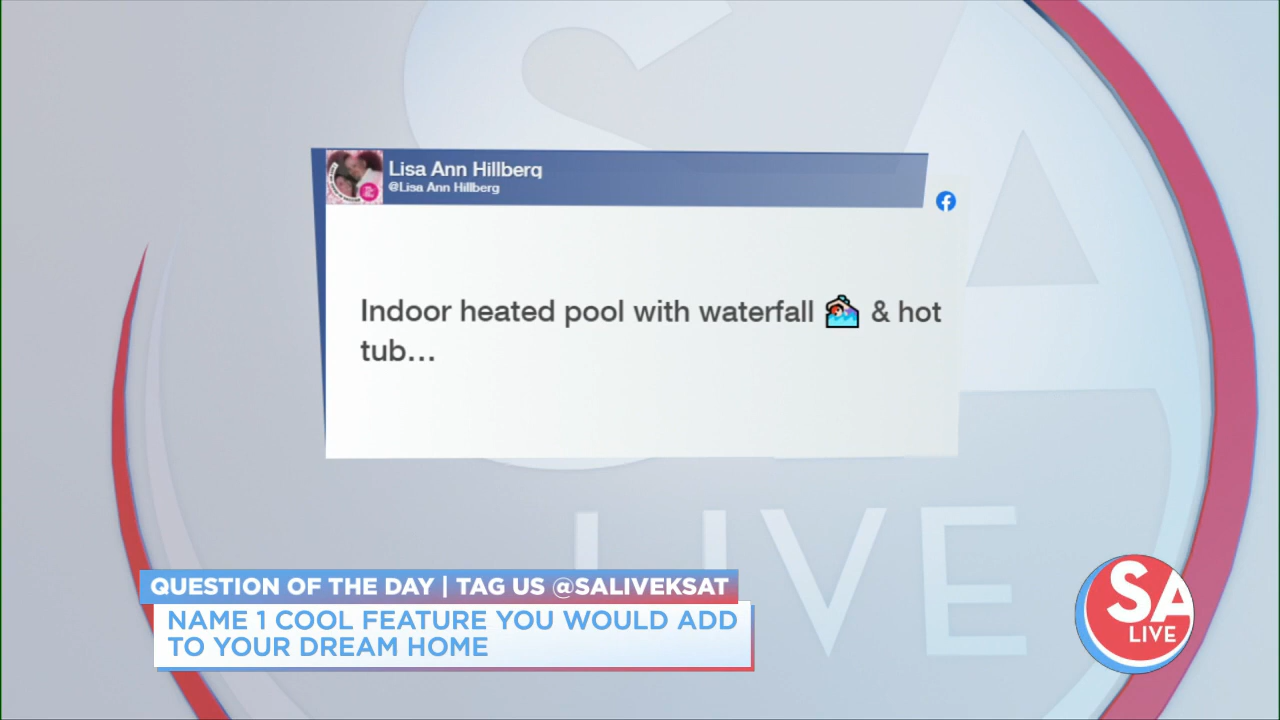 Lisa Ann Hillberg
@Lisa Ann Hillberg
Indoor heated pool with waterfall & hot
tub...
LIVE
QUESTION OF THE DAY | TAG US @SALIVEKSAT
NAME 1 COOL FEATURE YOU WOULD ADD
TO YOUR DREAM HOME
SA
LIVE